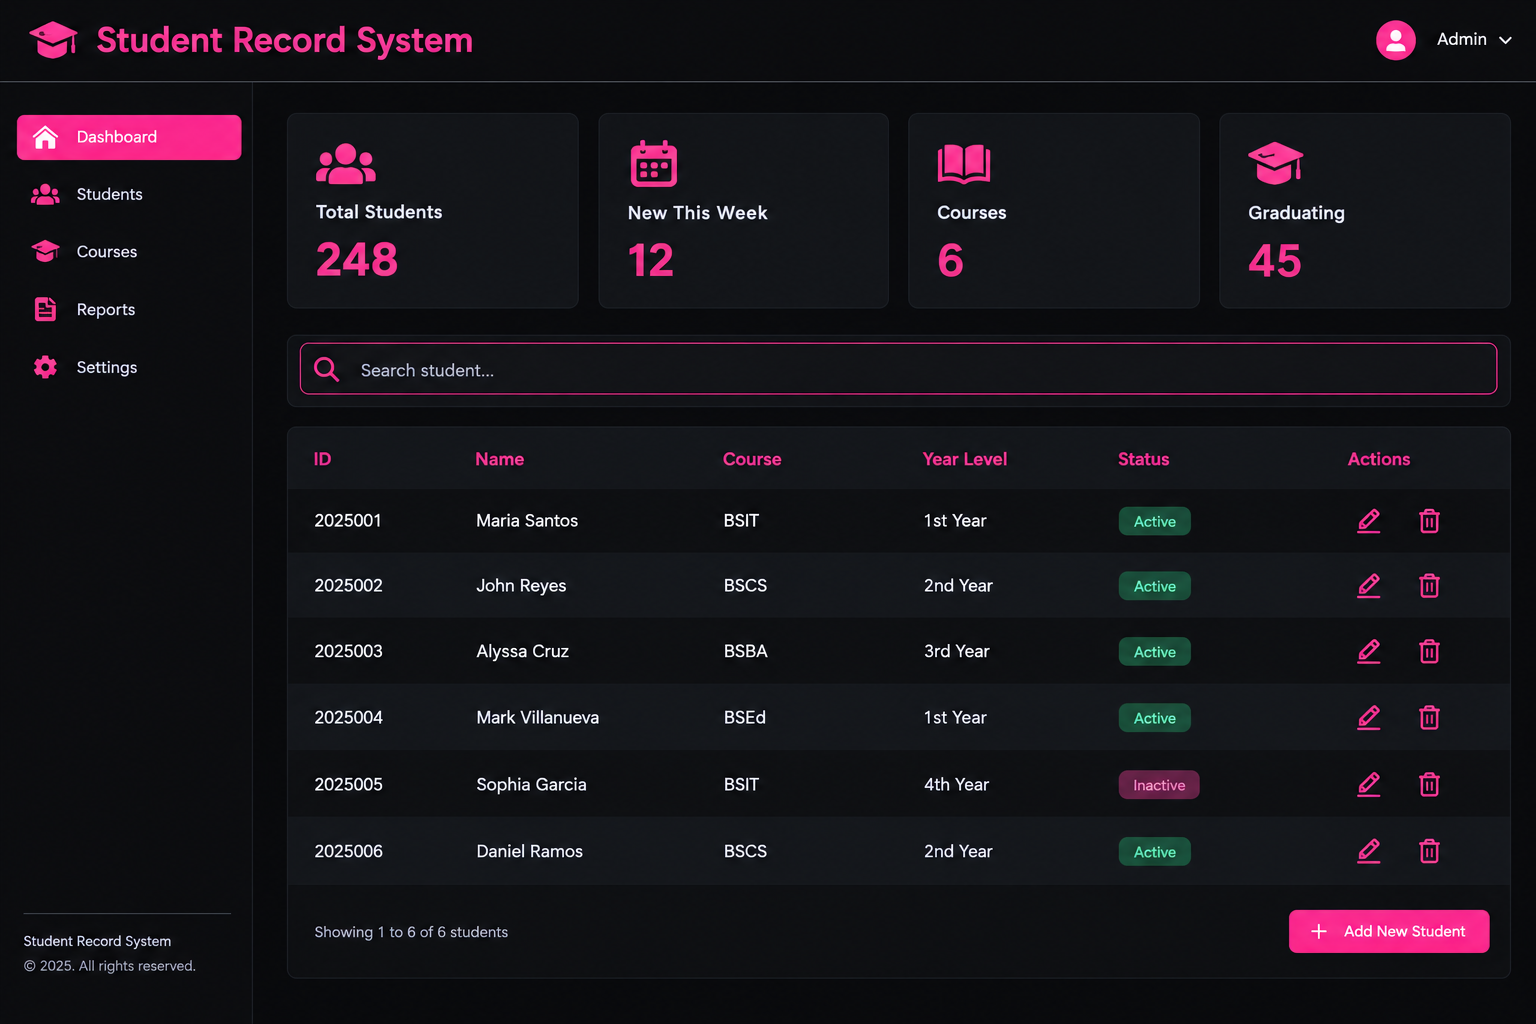 Student Record System
Admin
Dashboard
Students
Courses
Reports
Settings
Student Record System
© 2025. All rights reserved.
Total Students
248
New This Week
12
Courses
6
Graduating
45
Search student...
ID Name Course Year Level Status Actions
2025001 Maria Santos BSIT 1st Year Active
2025002 John Reyes BSCS 2nd Year Active
2025003 Alyssa Cruz BSBA 3rd Year Active
2025004 Mark Villanueva BSEd 1st Year Active
2025005 Sophia Garcia BSIT 4th Year Inactive
2025006 Daniel Ramos BSCS 2nd Year Active
Showing 1 to 6 of 6 students
Add New Student